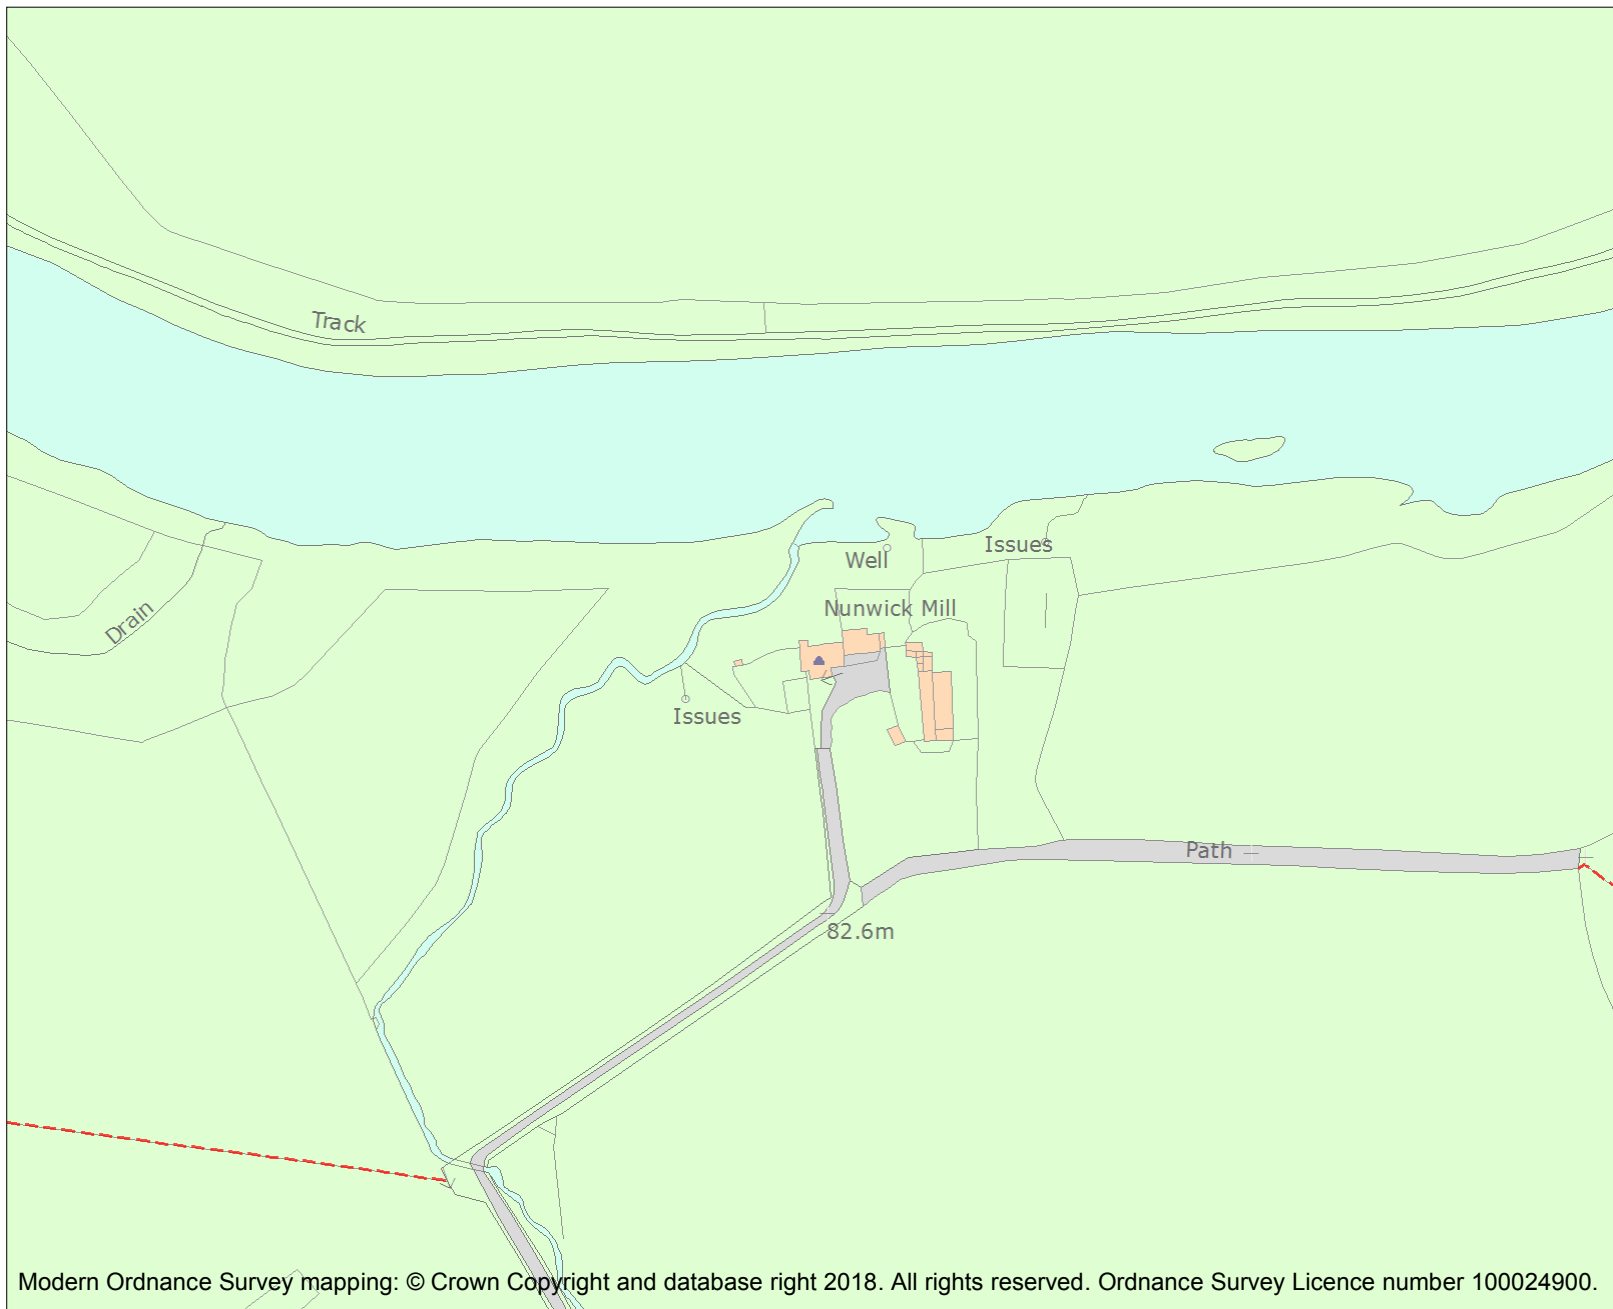 Track
Well
Issues
Nunwick Mill
Drain
Issues
Path
82.6m
Modern Ordnance Survey mapping: © Crown Copyright and database right 2018. All rights reserved. Ordnance Survey Licence number 100024900.